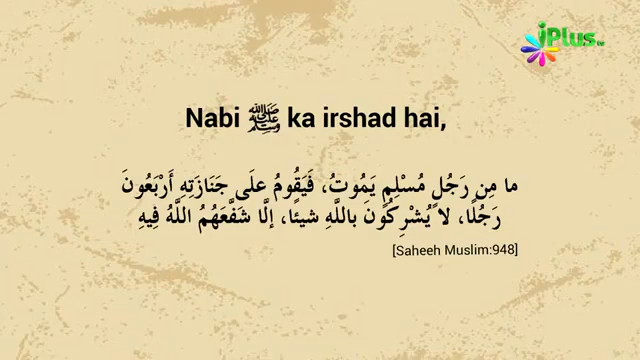 iPlus tv
Nabi ﷺ ka irshad hai,
ما مِن رَجُلٍ مُسْلِمٍ يَمُوتُ، فَيَقُومُ علَى جَنَازَتِهِ أَرْبَعُونَ
رَجُلًا، لا يُشْرِكُونَ باللَّهِ شيئًا، إلَّا شَفَّعَهُمُ اللَّهُ فِيهِ
[Saheeh Muslim:948]